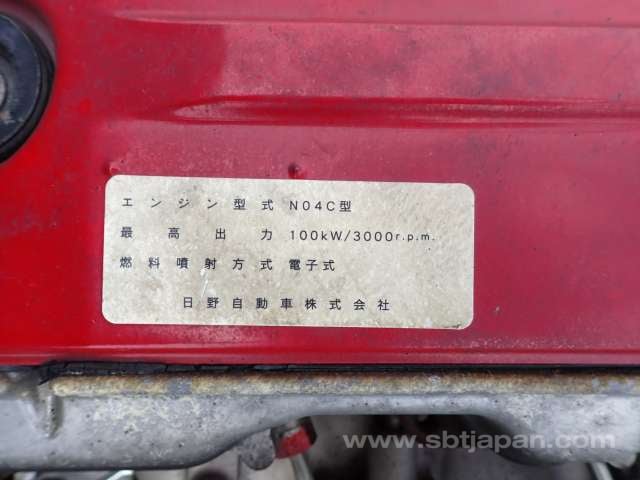 エンジン型式 N04C型
最高出力 100kW/3000r.p.m.
燃料噴射方式 電子式
日野自動車株式会社
www.sbtjapan.com